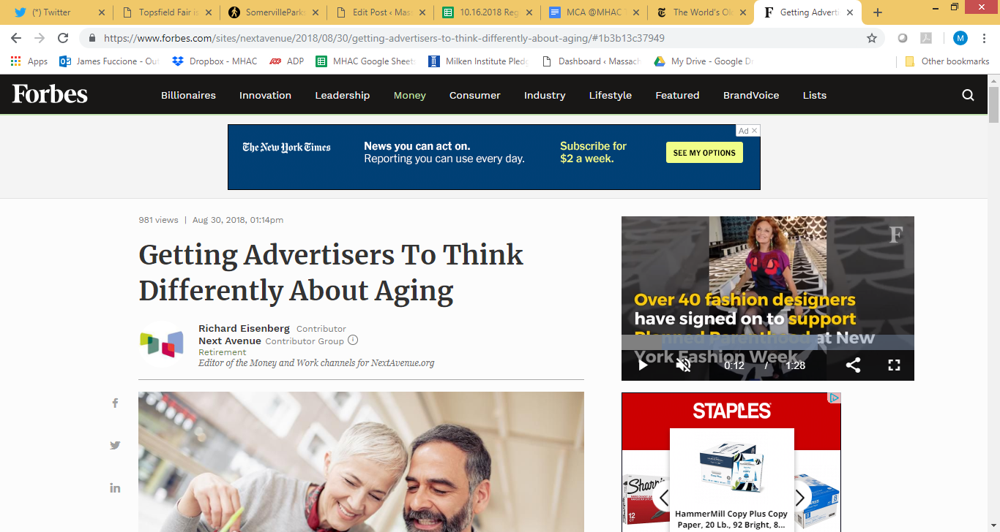 (*) Twitter
Topsfield Fair is
SomervillePark
Edit Post ‹ Mas
10.16.2018 Reg
MCA @MHAC
The World's Ol
Getting Advert
https://www.forbes.com/sites/nextavenue/2018/08/30/getting-advertisers-to-think-differently-about-aging/#1b3b13c37949
M
Apps
James Fuccione - Out
Dropbox - MHAC
ADP
MHAC Google Sheets
Milken Institute Pledg
Dashboard ‹ Massach
My Drive - Google Dr
Other bookmarks
Forbes
Billionaires
Innovation
Leadership
Money
Consumer
Industry
Lifestyle
Featured
BrandVoice
Lists
Ad
The New York Times
News you can act on.
Reporting you can use every day.
Subscribe for
$2 a week.
SEE MY OPTIONS
981 views | Aug 30, 2018, 01:14pm
Getting Advertisers To Think
Differently About Aging
Richard Eisenberg Contributor
Next Avenue Contributor Group
Retirement
Editor of the Money and Work channels for NextAvenue.org
F
Over 40 fashion designers
have signed on to support
Planned Parenthood at New
York Fashion Week
0:12 / 1:28
STAPLES
Sharpie
12
CT
HammerMill Copy Plus Copy
Paper, 20 Lb., 92 Bright, 8...